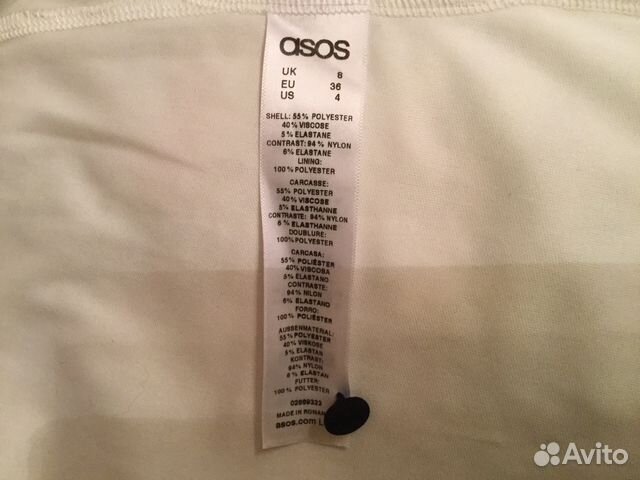 asos
UK 8
EU 36
US 4
SHELL: 55% POLYESTER
40% VISCOSE
5% ELASTANE
CONTRAST: 94% NYLON
6% ELASTANE
LINING:
100% POLYESTER
CARCASSE:
55% POLYESTER
40% VISCOSE
5% ELASTHANNE
CONTRASTE: 94% NYLON
6% ELASTHANNE
DOUBLURE:
100% POLYESTER
CARCASA:
55% POLIÉSTER
40% VISCOSA
5% ELASTANO
CONTRASTE:
94% NILON
6% ELASTANO
FORRO:
100% POLIÉSTER
AUSSENMATERIAL:
55% POLYESTER
40% VISKOSE
5% ELASTAN
KONTRAST:
94% NYLON
6% ELASTAN
FUTTER:
100% POLYESTER
02699323
MADE IN
asos.com
Avito